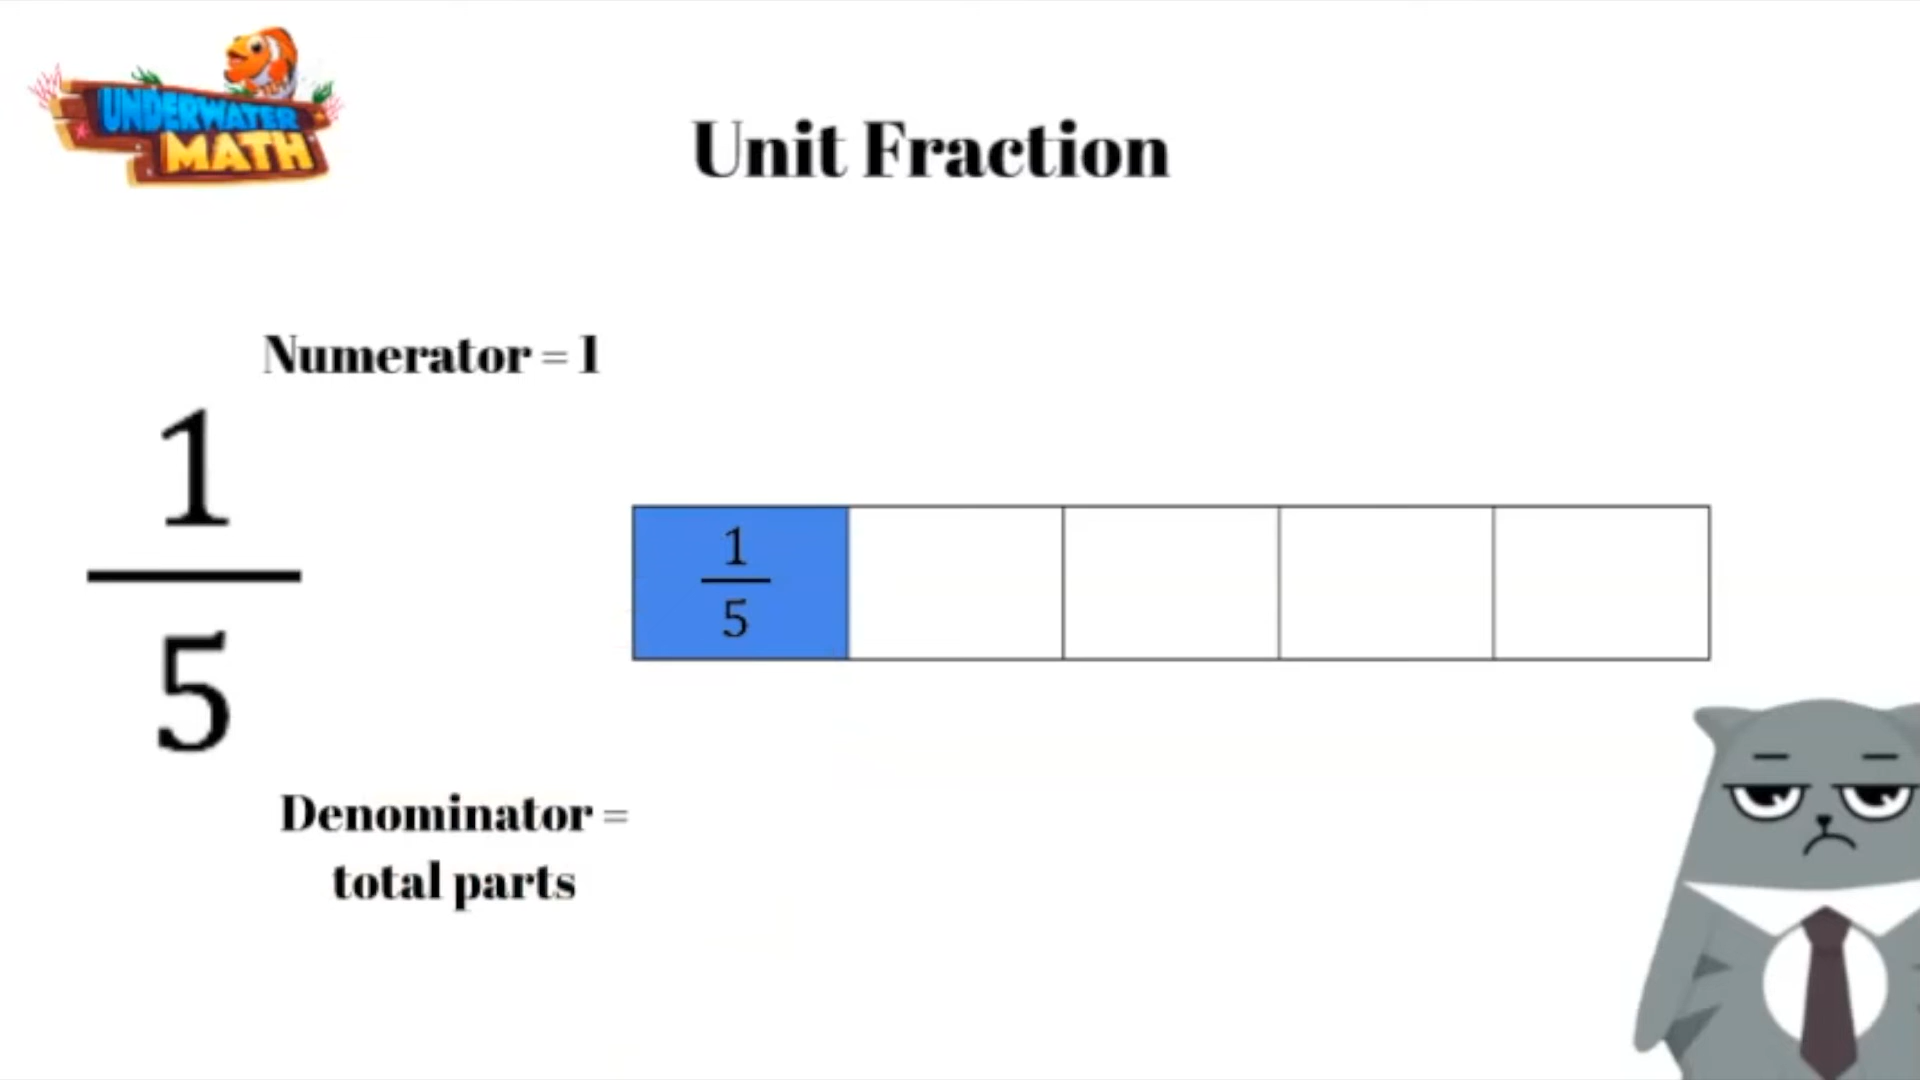 UNDERWATER
MATH
Unit Fraction
Numerator = 1
1
5
1
5
Denominator =
total parts